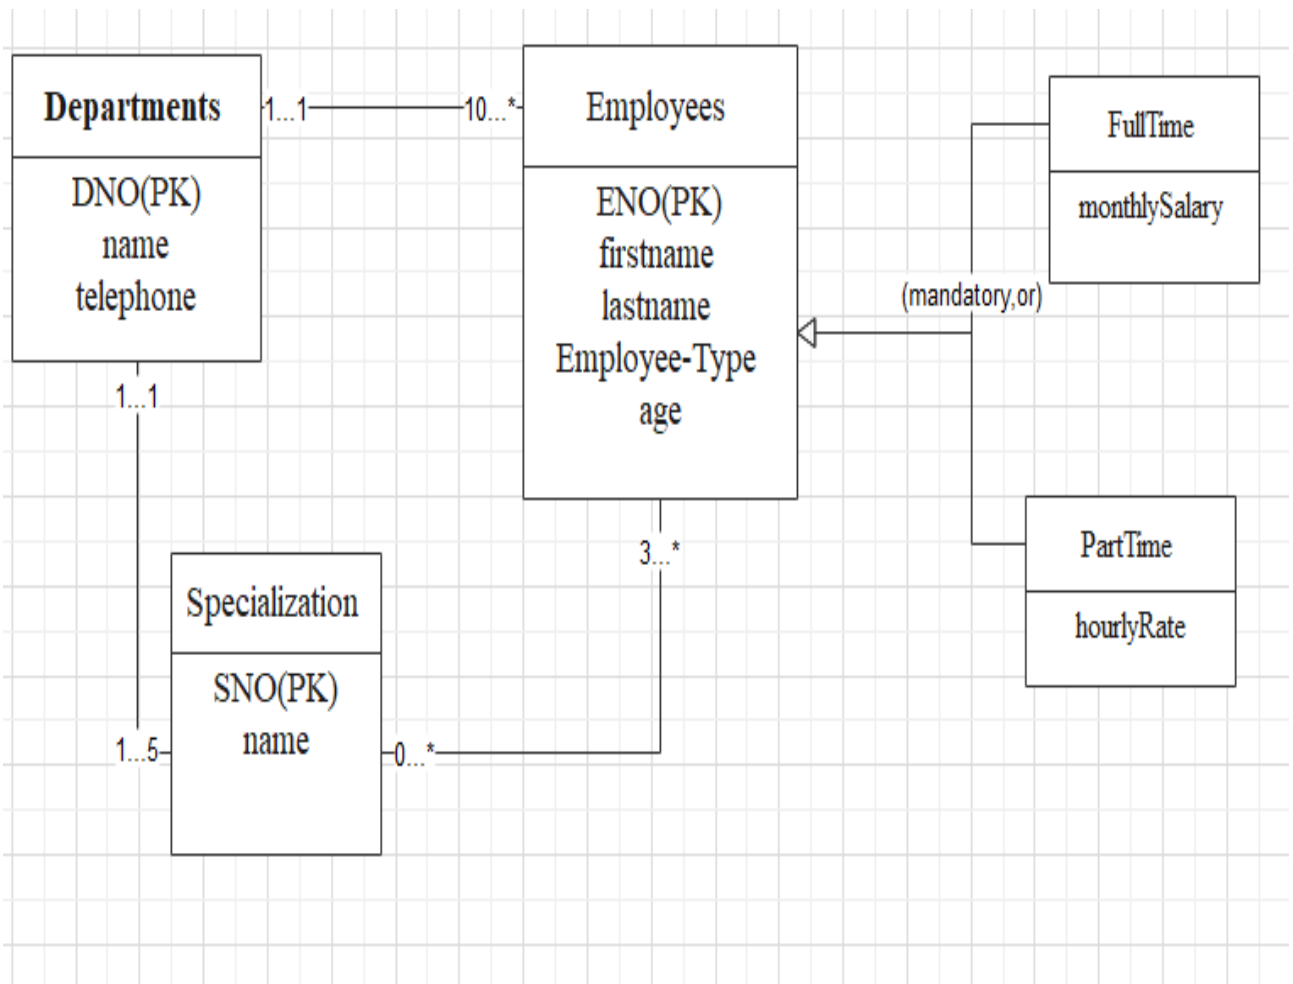 Departments
DNO(PK)
name
telephone
1...1
10...*
Employees
ENO(PK)
firstname
lastname
Employee-Type
age
(mandatory,or)
FullTime
monthlySalary
PartTime
hourlyRate
1...1
1...5
Specialization
SNO(PK)
name
0...*
3...*